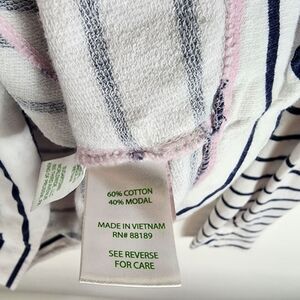 60% COTTON
40% MODAL
MADE IN VIETNAM
RN# 88189
SEE REVERSE
FOR CARE